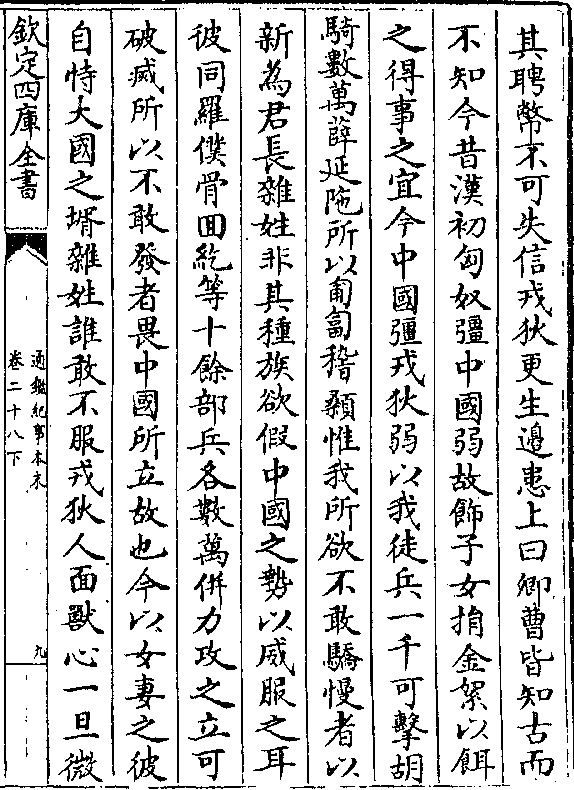 其聘幣不可失信戎狄更生邉患上曰卿曹皆知古而
不知今昔漢初匈奴彊中國弱故飾子女捐金絮以餌
之得事之宜今中國彊戎狄弱以我徒兵一千可擊胡
騎數萬薛延陁所以匍匐稽顙惟我所欲不敢驕慢者以
新為君長雜姓非其種族欲假中國之勢以威服之耳
彼同羅僕骨囬紇等十餘部兵各數萬併力攻之立可
破㓕所以不敢發者畏中國所立故也今以女妻之彼
自恃大國之壻雜姓誰敢不服戎狄人面獸心一旦微
欽定四庫全書
通鑑紀事本末
卷二十八下
九